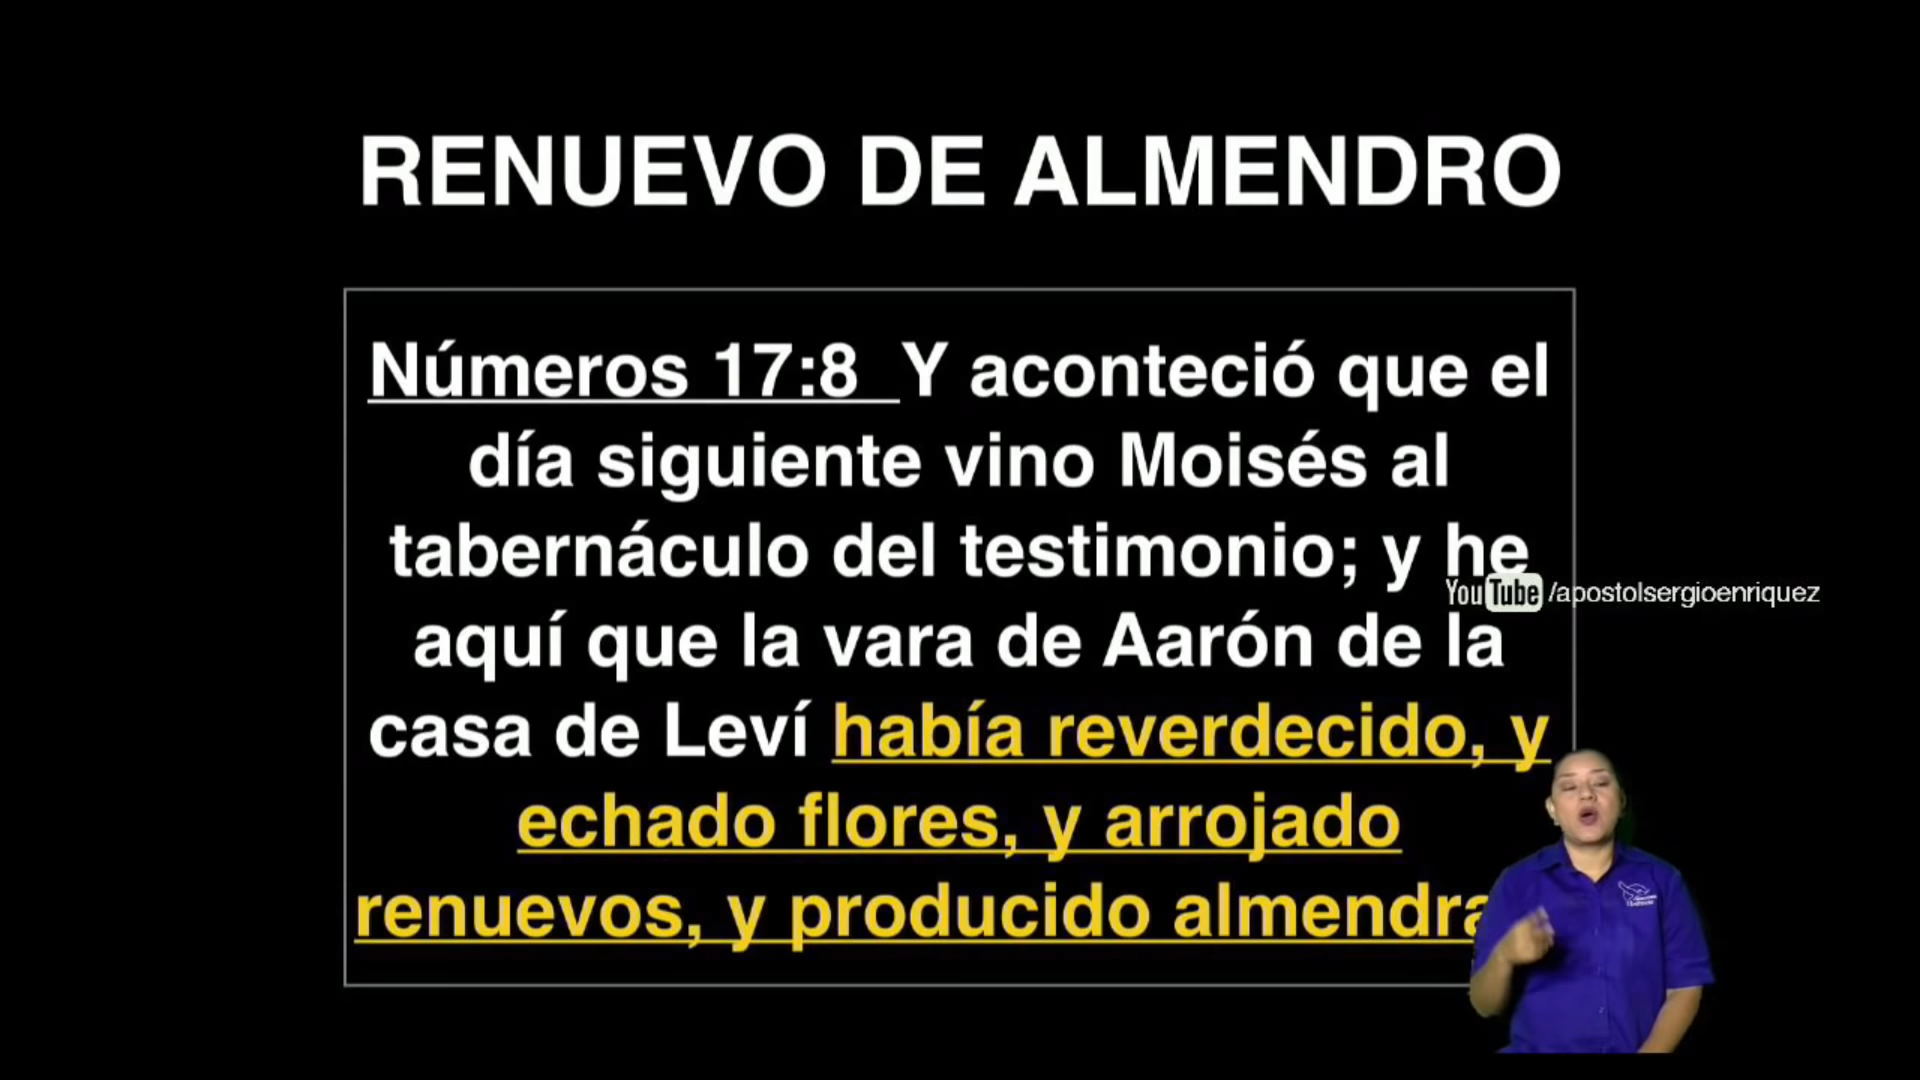 RENUEVO DE ALMENDRO
Números 17:8 Y aconteció que el
día siguiente vino Moisés al
tabernáculo del testimonio; y he
aquí que la vara de Aarón de la
casa de Leví había reverdecido, y
echado flores, y arrojado
renuevos, y producido almendra
YouTube /apostolsergioenriquez